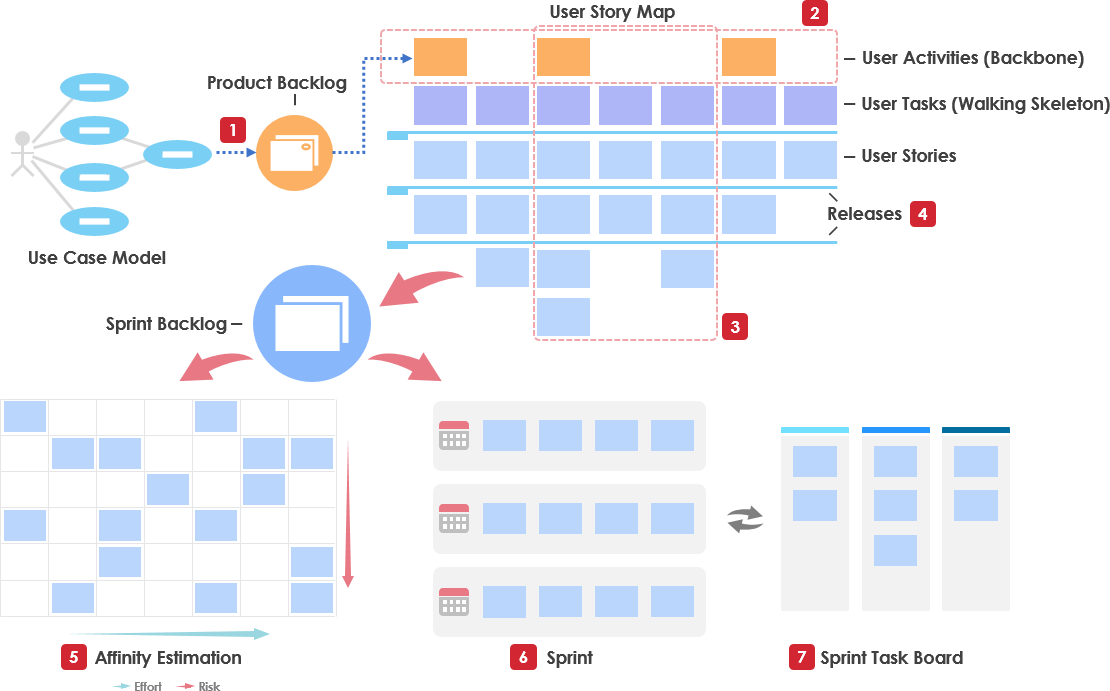 User Story Map
2
User Activities (Backbone)
Product Backlog
User Tasks (Walking Skeleton)
1
User Stories
Releases 4
Use Case Model
Sprint Backlog
3
5 Affinity Estimation
6 Sprint
7 Sprint Task Board
Effort Risk